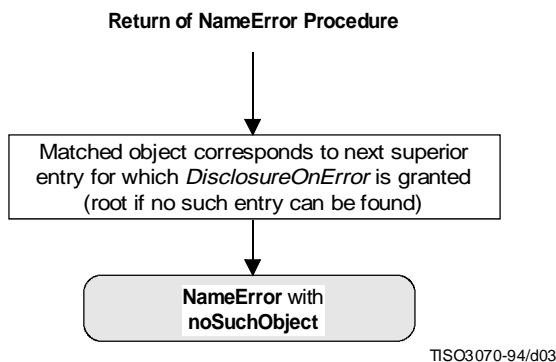 Return of NameError Procedure
Matched object corresponds to next superior
entry for which DisclosureOnError is granted
(root if no such entry can be found)
NameError with
noSuchObject
TISO3070-94/d03